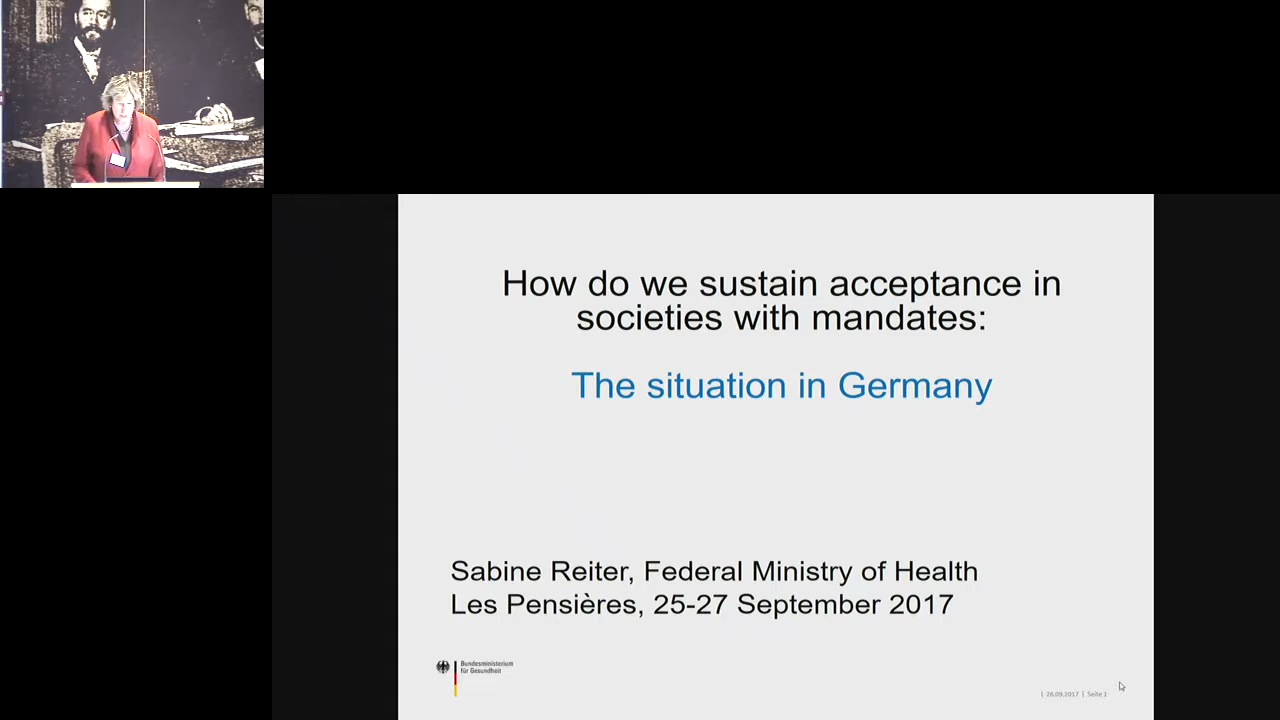 How do we sustain acceptance in
societies with mandates:
The situation in Germany
Sabine Reiter, Federal Ministry of Health
Les Pensières, 25-27 September 2017
Bundesministerium
für Gesundheit
| 26.09.2017 | Seite 1